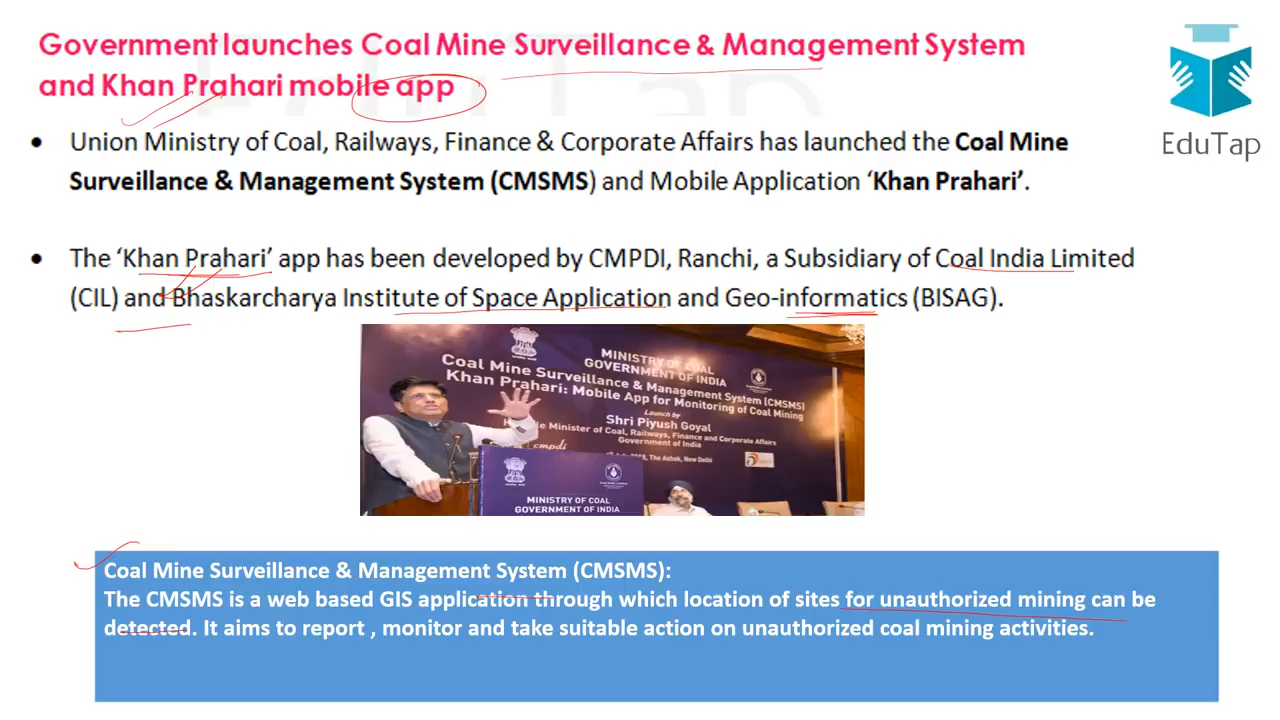 Government launches Coal Mine Surveillance & Management System
and Khan Prahari mobile app
EduTap
• Union Ministry of Coal, Railways, Finance & Corporate Affairs has launched the Coal Mine
Surveillance & Management System (CMSMS) and Mobile Application ‘Khan Prahari’.
• The ‘Khan Prahari’ app has been developed by CMPDI, Ranchi, a Subsidiary of Coal India Limited
(CIL) and Bhaskarcharya Institute of Space Application and Geo-informatics (BISAG).
MINISTRY OF COAL
GOVERNMENT OF INDIA
Coal Mine Surveillance & Management System (CMSMS)
Khan Prahari: Mobile App for Monitoring of Coal Mining
Launch by
Shri Piyush Goyal
Minister of Coal, Railways, Finance and Corporate Affairs
Government of India
cmpdi
The Ashok, New Delhi
MINISTRY OF COAL
GOVERNMENT OF INDIA
Coal Mine Surveillance & Management System (CMSMS):
The CMSMS is a web based GIS application through which location of sites for unauthorized mining can be
detected. It aims to report , monitor and take suitable action on unauthorized coal mining activities.